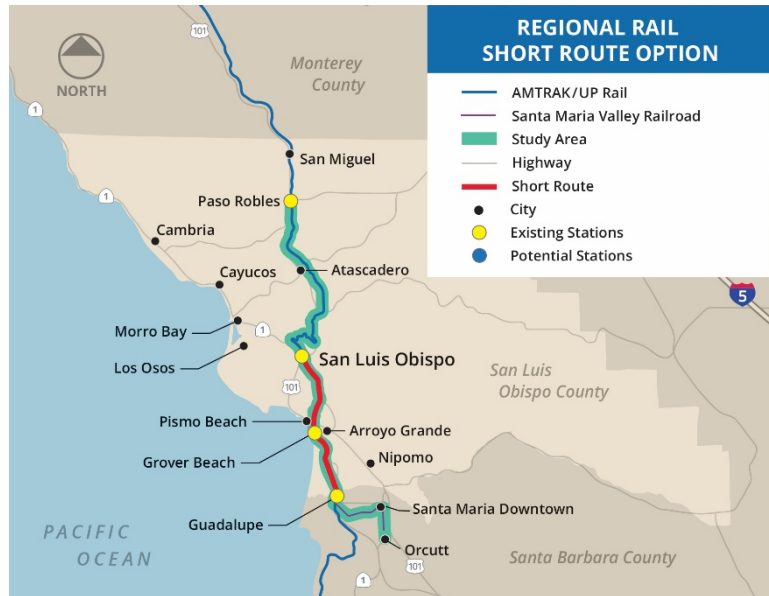 REGIONAL RAIL
SHORT ROUTE OPTION
AMTRAK/UP Rail
Santa Maria Valley Railroad
Study Area
Highway
Short Route
City
Existing Stations
Potential Stations
NORTH
101
Monterey
County
1
San Miguel
Paso Robles
1
Cambria
Cayucos
Atascadero
5
Morro Bay
1
Los Osos
San Luis Obispo
San Luis
Obispo County
101
Pismo Beach
Arroyo Grande
Grover Beach
Nipomo
Guadalupe
Santa Maria Downtown
PACIFIC
OCEAN
Orcutt
Santa Barbara County
101
1